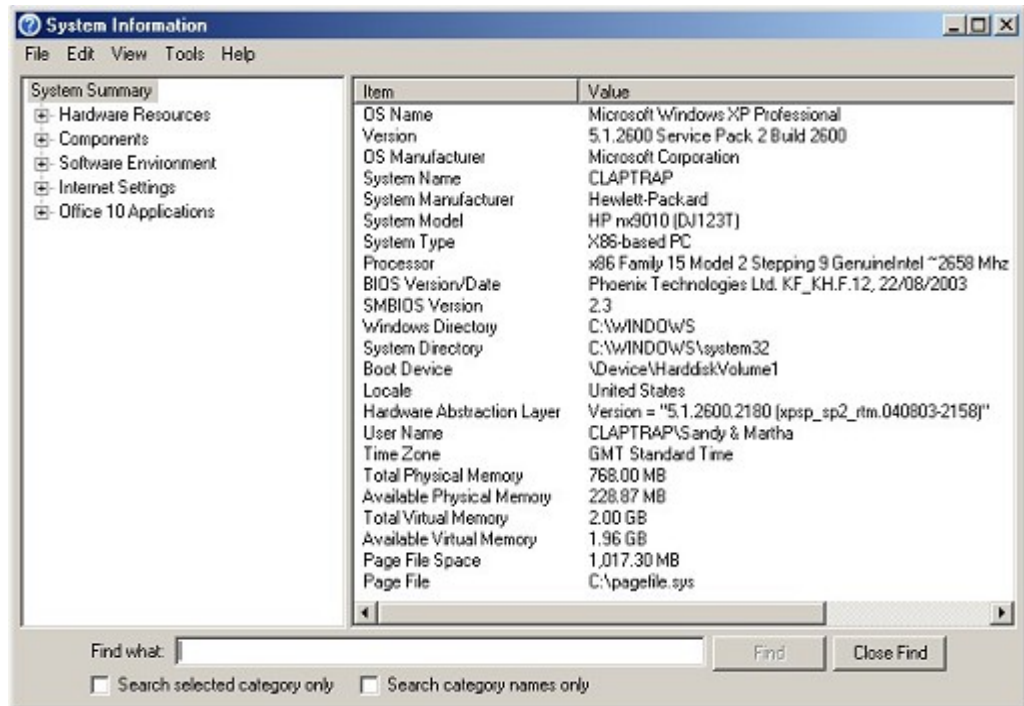 System Information
File Edit View Tools Help
System Summary
Hardware Resources
Components
Software Environment
Internet Settings
Office 10 Applications
Item Value
OS Name Microsoft Windows XP Professional
Version 5.1.2600 Service Pack 2 Build 2600
OS Manufacturer Microsoft Corporation
System Name CLAPTRAP
System Manufacturer Hewlett-Packard
System Model HP nx9010 (DJ123T)
System Type X86-based PC
Processor x86 Family 15 Model 2 Stepping 9 GenuineIntel ~2658 Mhz
BIOS Version/Date Phoenix Technologies Ltd. KF_KH.F.12, 22/08/2003
SMBIOS Version 2.3
Windows Directory C:\WINDOWS
System Directory C:\WINDOWS\system32
Boot Device \Device\HarddiskVolume1
Locale United States
Hardware Abstraction Layer Version = "5.1.2600.2180 (xpsp_sp2_rtm.040803-2158)"
User Name CLAPTRAP\Sandy & Martha
Time Zone GMT Standard Time
Total Physical Memory 768.00 MB
Available Physical Memory 228.87 MB
Total Virtual Memory 2.00 GB
Available Virtual Memory 1.96 GB
Page File Space 1,017.30 MB
Page File C:\pagefile.sys
Find what: Find Close Find
Search selected category only Search category names only